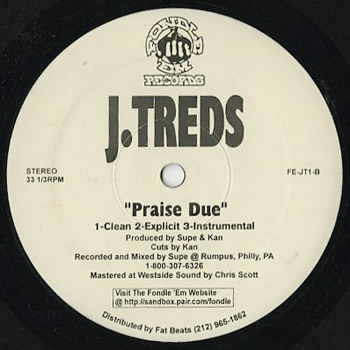 FONDLE
'EM
RECORDS
J.TREDS
STEREO
33 1/3RPM
FE-JT1-B
"Praise Due"
1-Clean 2-Explicit 3-Instrumental
Produced by Supe & Kan
Cuts by Kan
Recorded and Mixed by Supe @ Rumpus, Philly, PA
1-800-307-6326
Mastered at Westside Sound by Chris Scott
Visit The Fondle 'Em Website
@ http://sandbox.pair.com/fondle
Distributed by Fat Beats (212) 965-1862